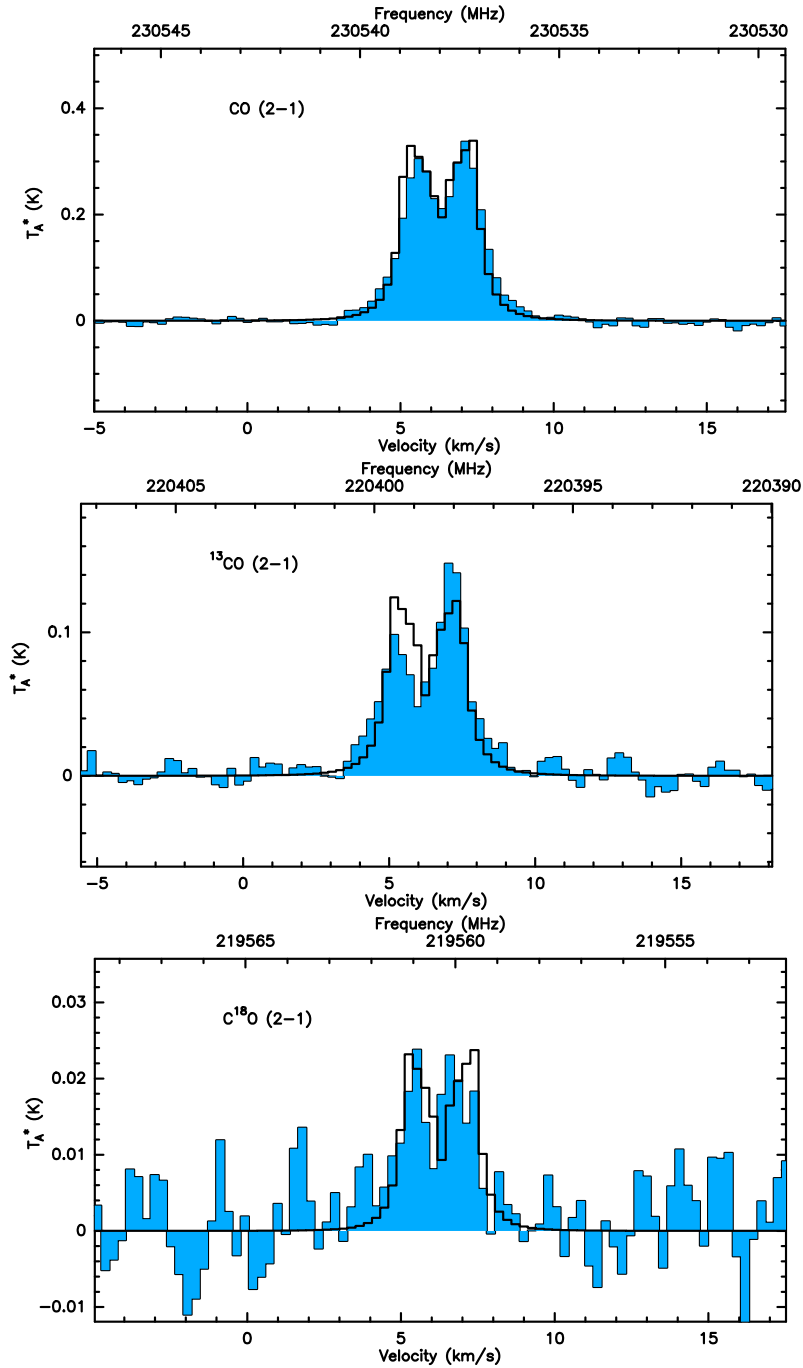 Frequency (MHz)
230545 230540 230535 230530
CO (2−1)
0.4
0.2
0
T_A^* (K)
−5 0 5 10 15
Velocity (km/s)
Frequency (MHz)
220405 220400 220395 220390
¹³CO (2−1)
0.1
0
T_A^* (K)
−5 0 5 10 15
Velocity (km/s)
Frequency (MHz)
219565 219560 219555
C¹⁸O (2−1)
0.03
0.02
0.01
0
−0.01
T_A^* (K)
0 5 10 15
Velocity (km/s)